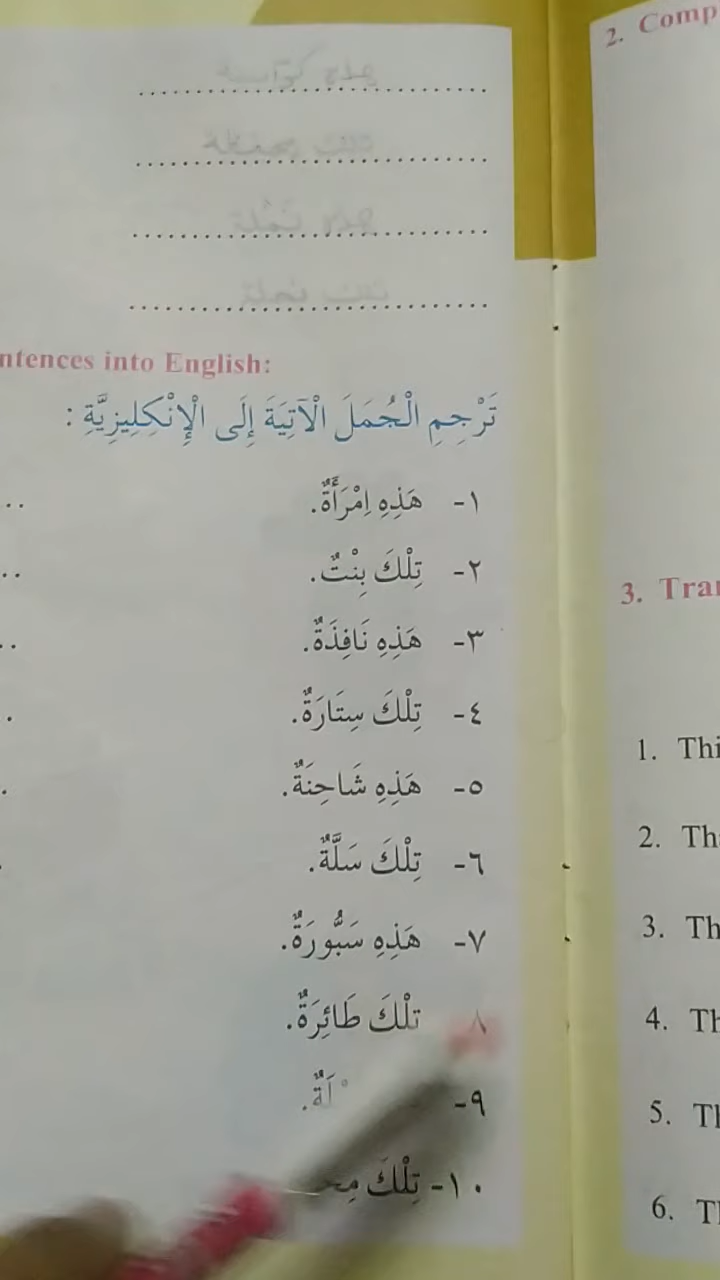 entences into English:
تَرْجِمِ الْجُمَلَ الْآتِيَةَ إِلَى الْإِنْكِلِيزِيَّةِ :
١- هَذِهِ اِمْرَأَةٌ.
٢- تِلْكَ بِنْتٌ.
٣- هَذِهِ نَافِذَةٌ.
٤- تِلْكَ سِتَارَةٌ.
٥- هَذِهِ شَاحِنَةٌ.
٦- تِلْكَ سَلَّةٌ.
٧- هَذِهِ سَبُّورَةٌ.
٨ تلْكَ طَائِرَةٌ.
٩-
١٠- تِلْكَ
2. Comp
3. Tra
1. Thi
2. Th
3. Th
4. Th
5. Th
6. Th